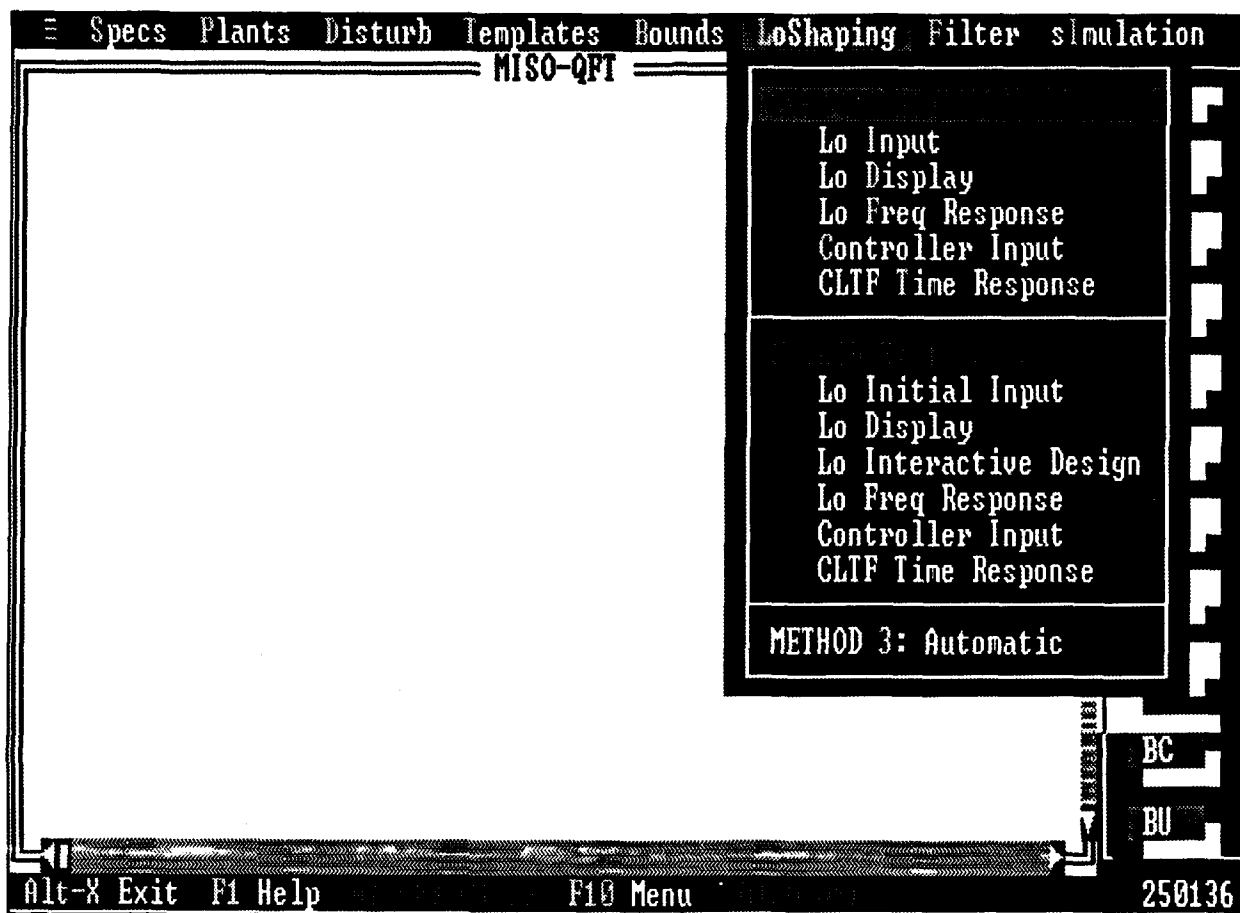 ≡ Specs Plants Disturb Templates Bounds LoShaping Filter sImulation
MISO-QFT
Lo Input
Lo Display
Lo Freq Response
Controller Input
CLTF Time Response
Lo Initial Input
Lo Display
Lo Interactive Design
Lo Freq Response
Controller Input
CLTF Time Response
METHOD 3: Automatic
BC
BU
Alt-X Exit F1 Help F10 Menu 250136